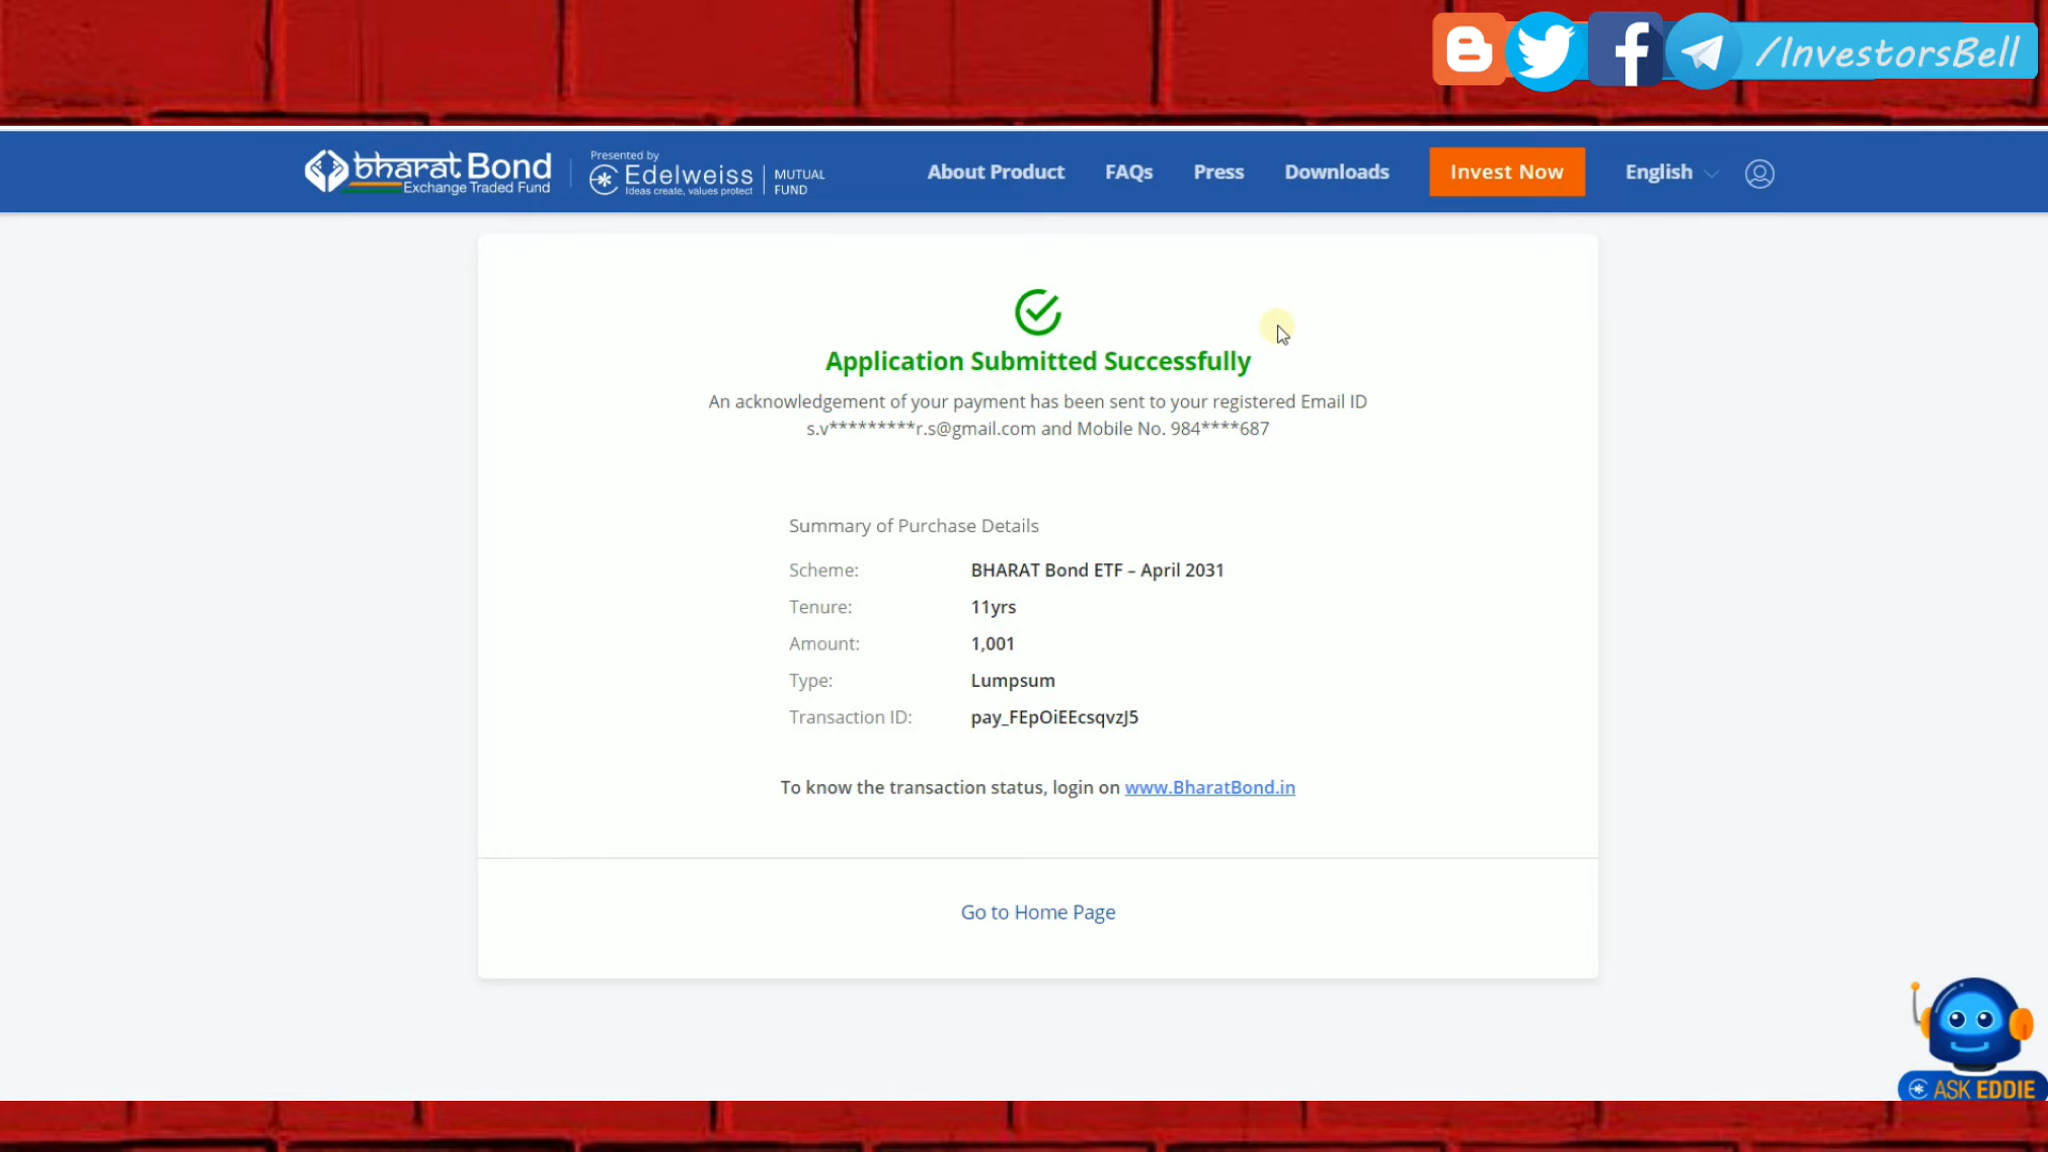 /InvestorsBell
bharat Bond
Exchange Traded Fund
Presented by
Edelweiss
Ideas create, values protect
MUTUAL
FUND
About Product
FAQs
Press
Downloads
Invest Now
English
Application Submitted Successfully
An acknowledgement of your payment has been sent to your registered Email ID
s.v*********r.s@gmail.com and Mobile No. 984****687
Summary of Purchase Details
Scheme: BHARAT Bond ETF – April 2031
Tenure: 11yrs
Amount: 1,001
Type: Lumpsum
Transaction ID: pay_FEpOiEEcsqvzJ5
To know the transaction status, login on www.BharatBond.in
Go to Home Page
ASK EDDIE